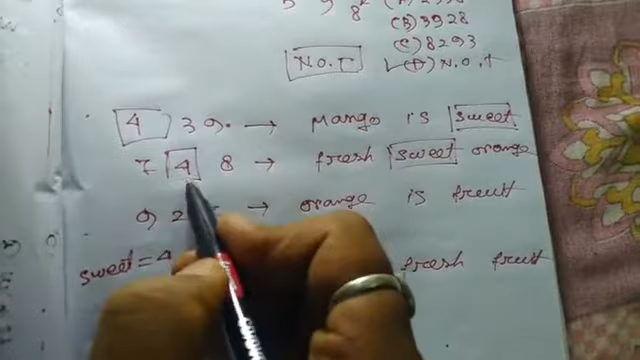 8 (A)
(B) 3928
(C) 8293
N.O.T (D) N.O.T
4 3 9. → mango is sweet
7 4 8 → fresh sweet orange
9 2 → orange is fruit
sweet = 4 fresh fruit